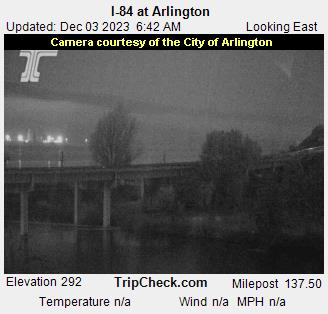 I-84 at Arlington
Updated: Dec 03 2023 6:42 AM Looking East
Camera courtesy of the City of Arlington
Elevation 292 TripCheck.com Milepost 137.50
Temperature n/a Wind n/a MPH n/a